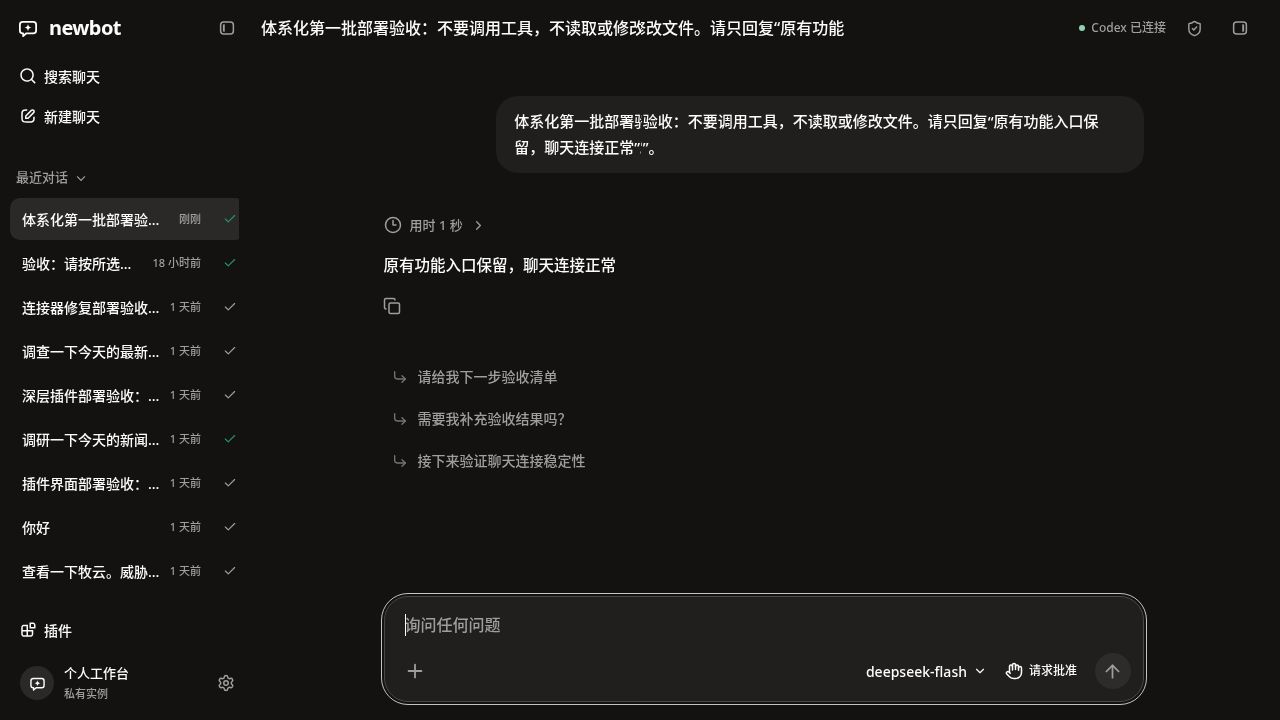 newbot
体系化第一批部署验收：不要调用工具，不读取或修改文件。请只回复“原有功能
Codex 已连接
搜索聊天
新建聊天
体系化第一批部署验收：不要调用工具，不读取或修改文件。请只回复“原有功能入口保
留，聊天连接正常”。
最近对话
体系化第一批部署验... 刚刚
验收：请按所选... 18 小时前
连接器修复部署验收... 1 天前
调查一下今天的最新... 1 天前
深层插件部署验收：... 1 天前
调研一下今天的新闻... 1 天前
插件界面部署验收：... 1 天前
你好 1 天前
查看一下牧云。威胁... 1 天前
用时 1 秒
原有功能入口保留，聊天连接正常
请给我下一步验收清单
需要我补充验收结果吗？
接下来验证聊天连接稳定性
询问任何问题
deepseek-flash
请求批准
插件
个人工作台
私有实例